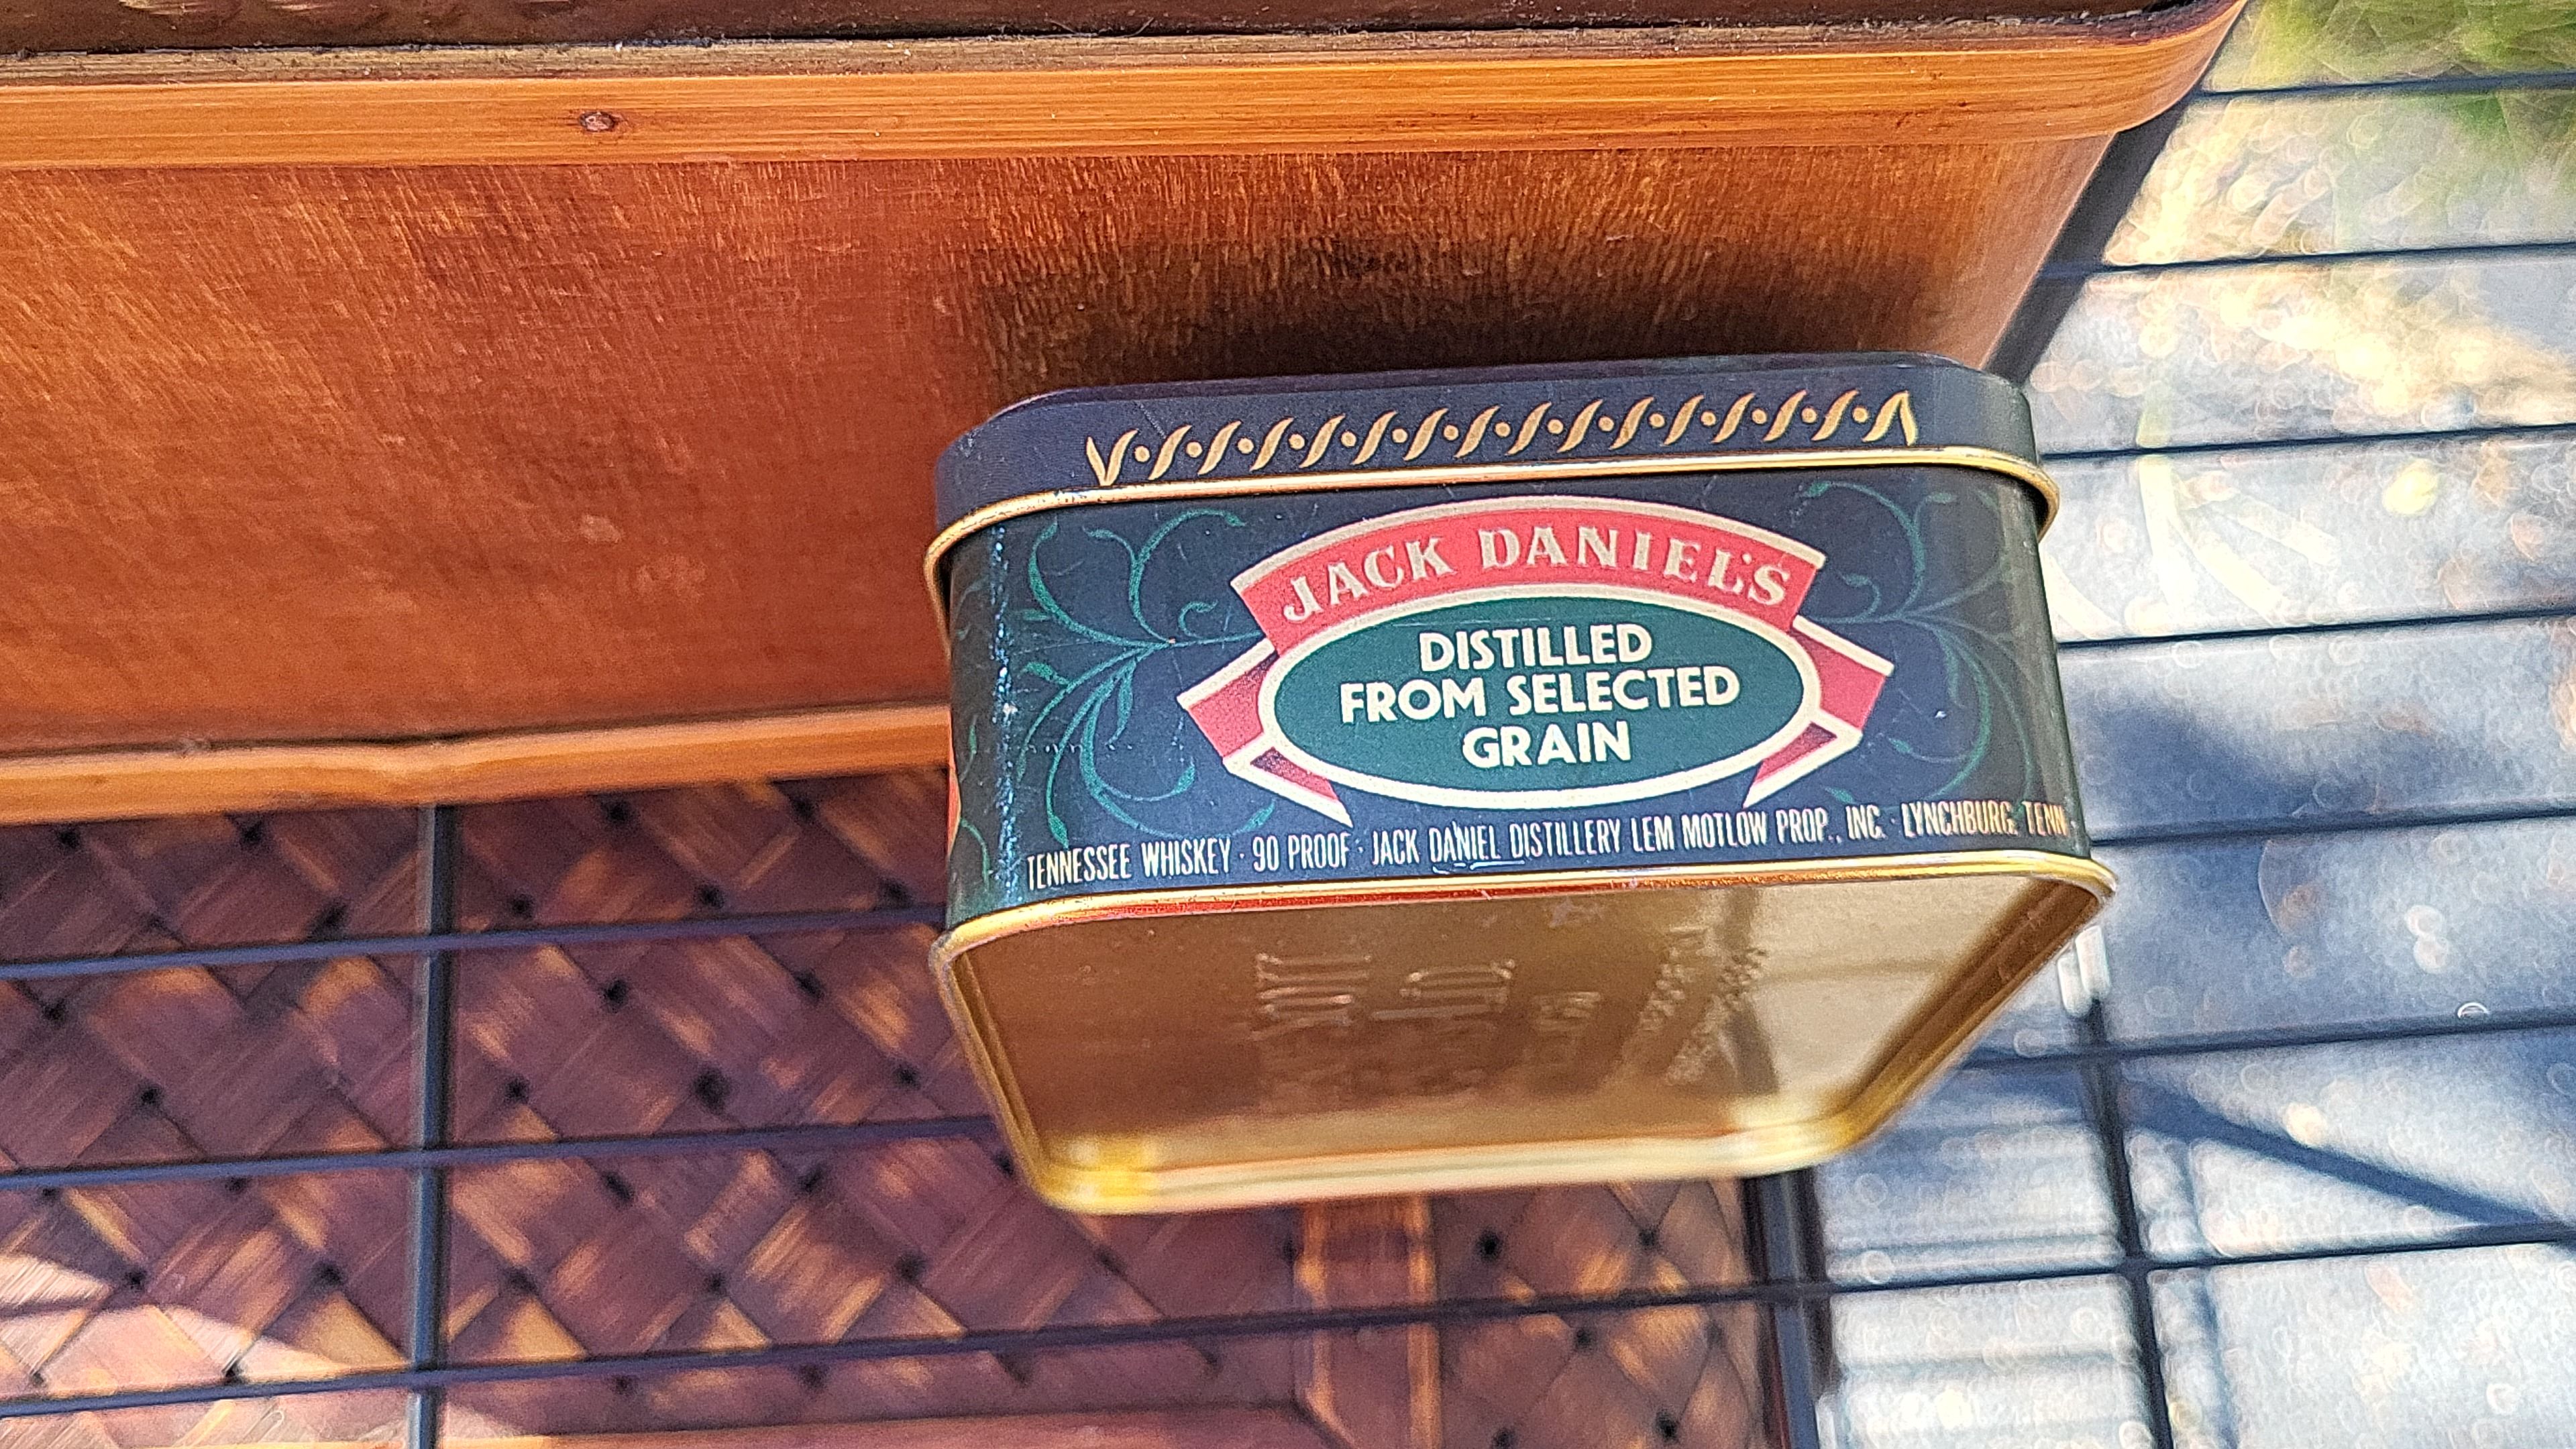 JACK DANIEL'S
DISTILLED
FROM SELECTED
GRAIN
TENNESSEE WHISKEY · 90 PROOF · JACK DANIEL DISTILLERY LEM MOTLOW PROP., INC. · LYNCHBURG, TENN